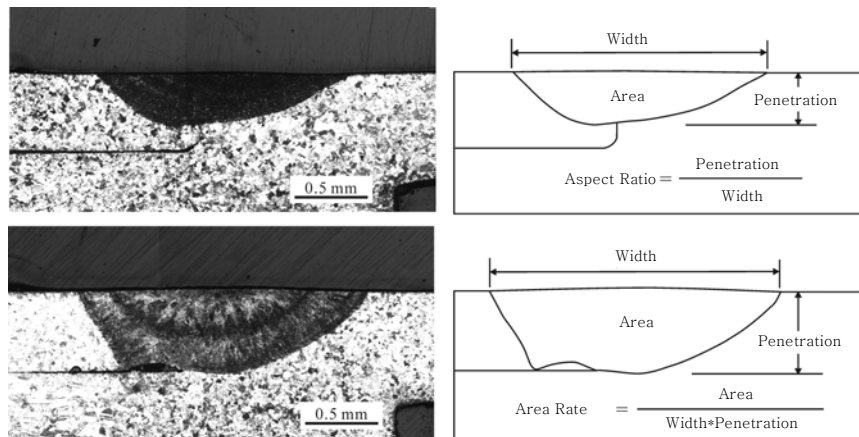 Width
Area
Penetration
Aspect Ratio = Penetration / Width
0.5 mm
Width
Area
Penetration
Area Rate = Area / Width*Penetration
0.5 mm